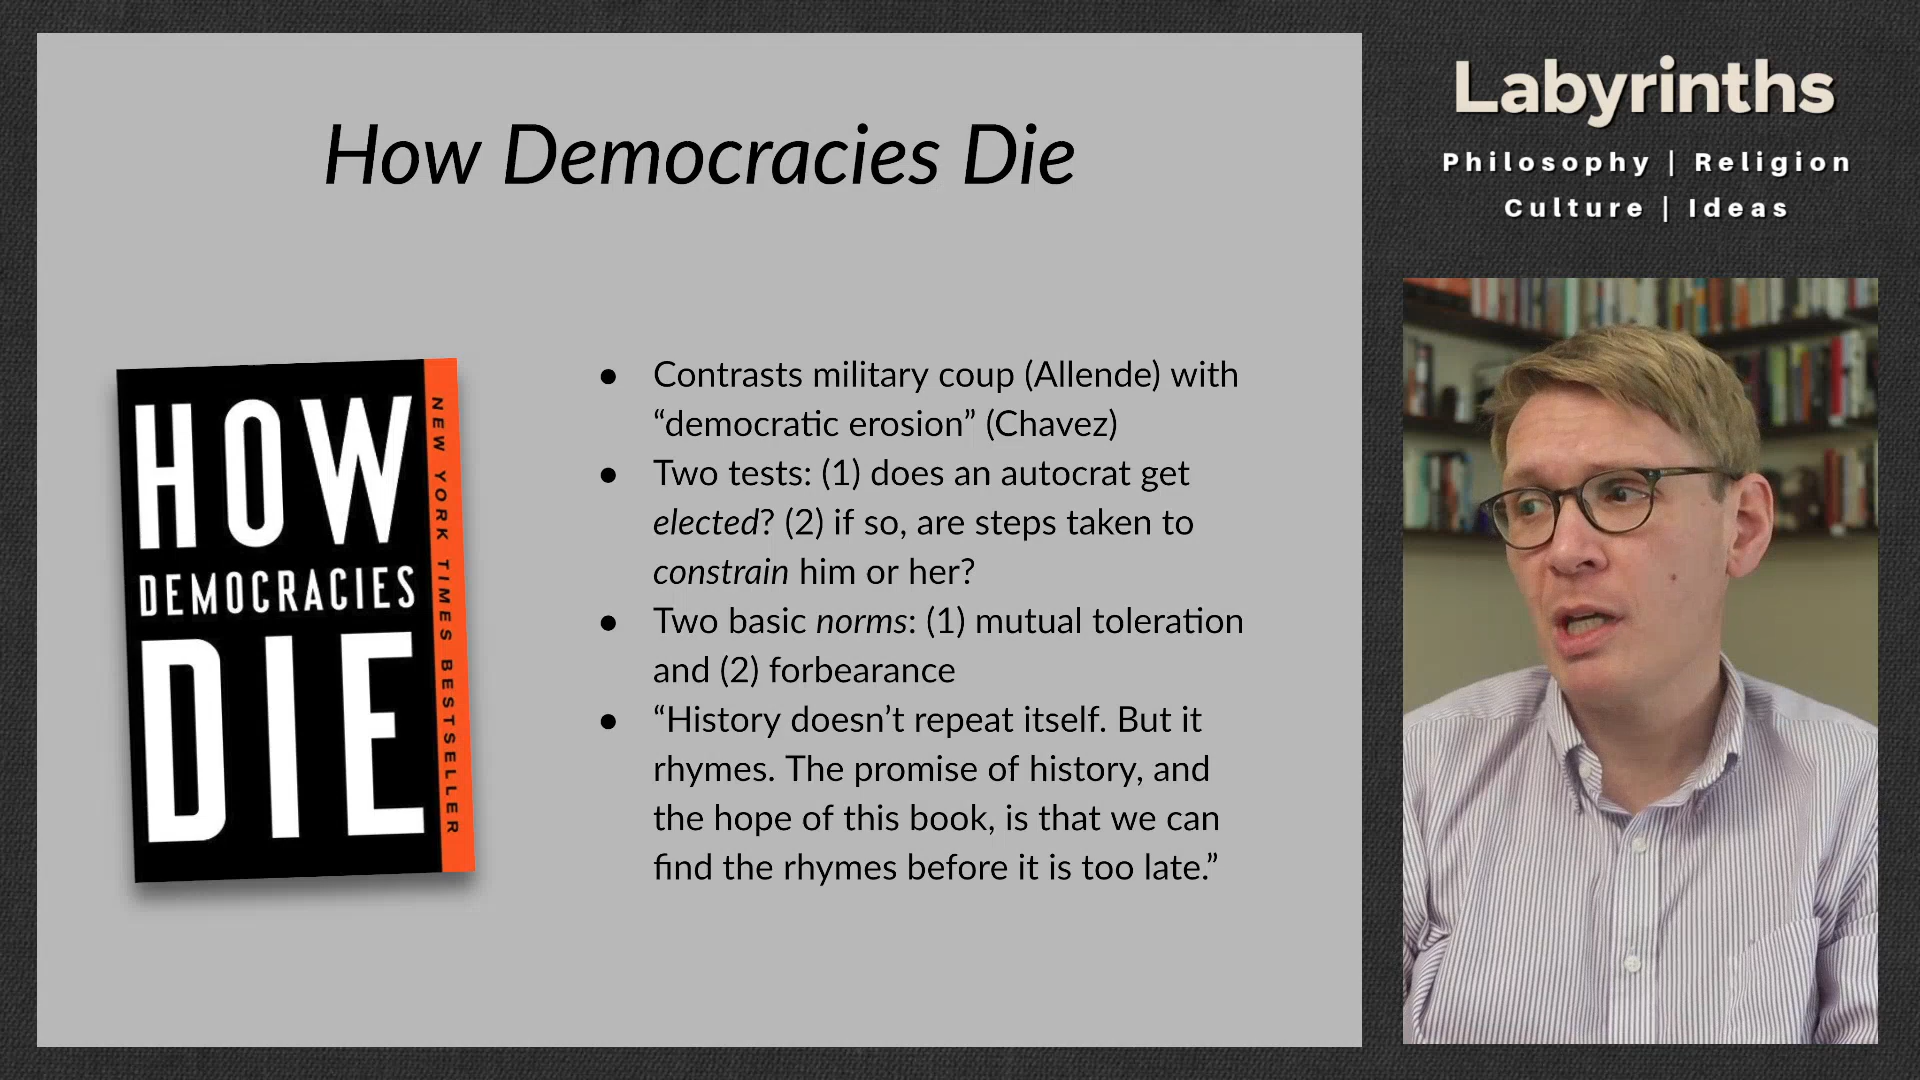 How Democracies Die
HOW
DEMOCRACIES
DIE
NEW YORK TIMES BESTSELLER
● Contrasts military coup (Allende) with
“democratic erosion” (Chavez)
● Two tests: (1) does an autocrat get
elected? (2) if so, are steps taken to
constrain him or her?
● Two basic norms: (1) mutual toleration
and (2) forbearance
● “History doesn’t repeat itself. But it
rhymes. The promise of history, and
the hope of this book, is that we can
find the rhymes before it is too late.”
Labyrinths
Philosophy | Religion
Culture | Ideas